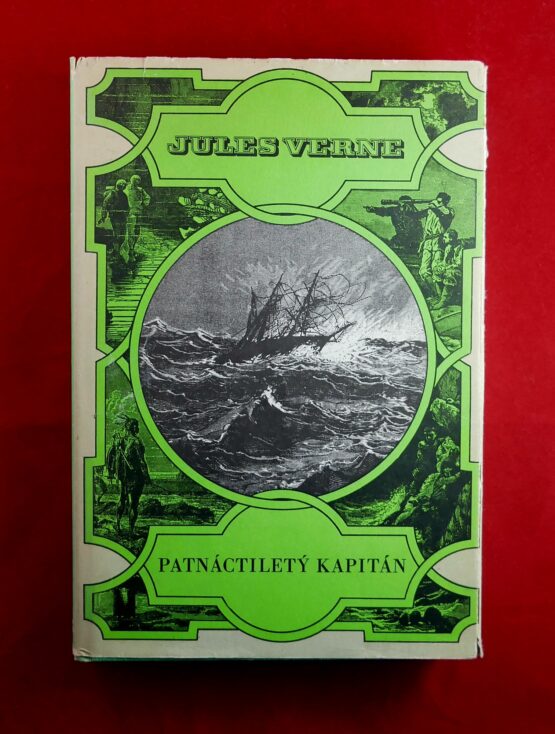 JULES VERNE
PATNÁCTILETÝ KAPITÁN